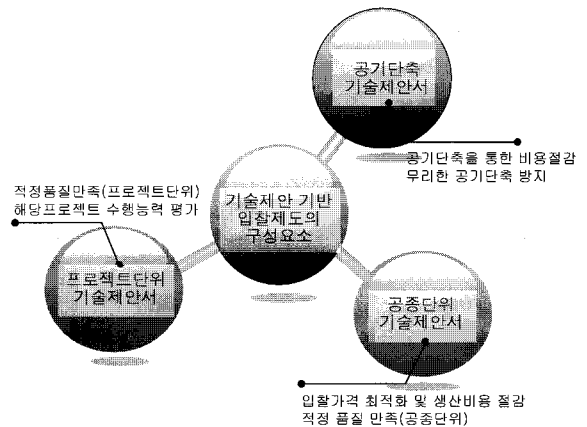 공기단축
기술제안서
공기단축을 통한 비용절감
무리한 공기단축 방지
적정품질만족(프로젝트단위)
해당프로젝트 수행능력 평가
기술제안 기반
입찰제도의
구성요소
프로젝트단위
기술제안서
공종단위
기술제안서
입찰가격 최적화 및 생산비용 절감
적정 품질 만족(공종단위)